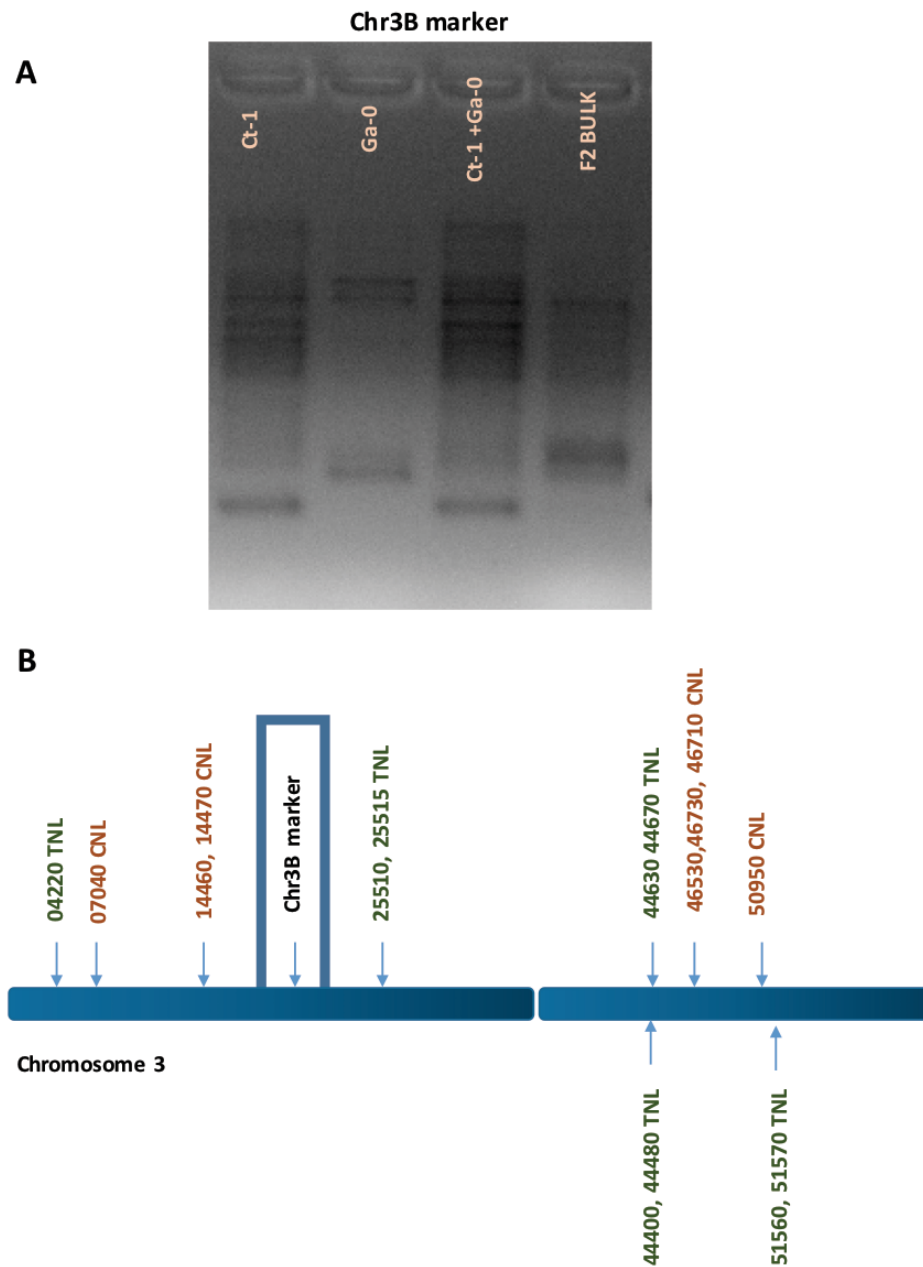 Chr3B marker
A
Ct-1
Ga-0
Ct-1 +Ga-0
F2 BULK
B
04220 TNL
07040 CNL
14460, 14470 CNL
Chr3B marker
25510, 25515 TNL
44630 44670 TNL
46530,46730, 46710 CNL
50950 CNL
Chromosome 3
44400, 44480 TNL
51560, 51570 TNL